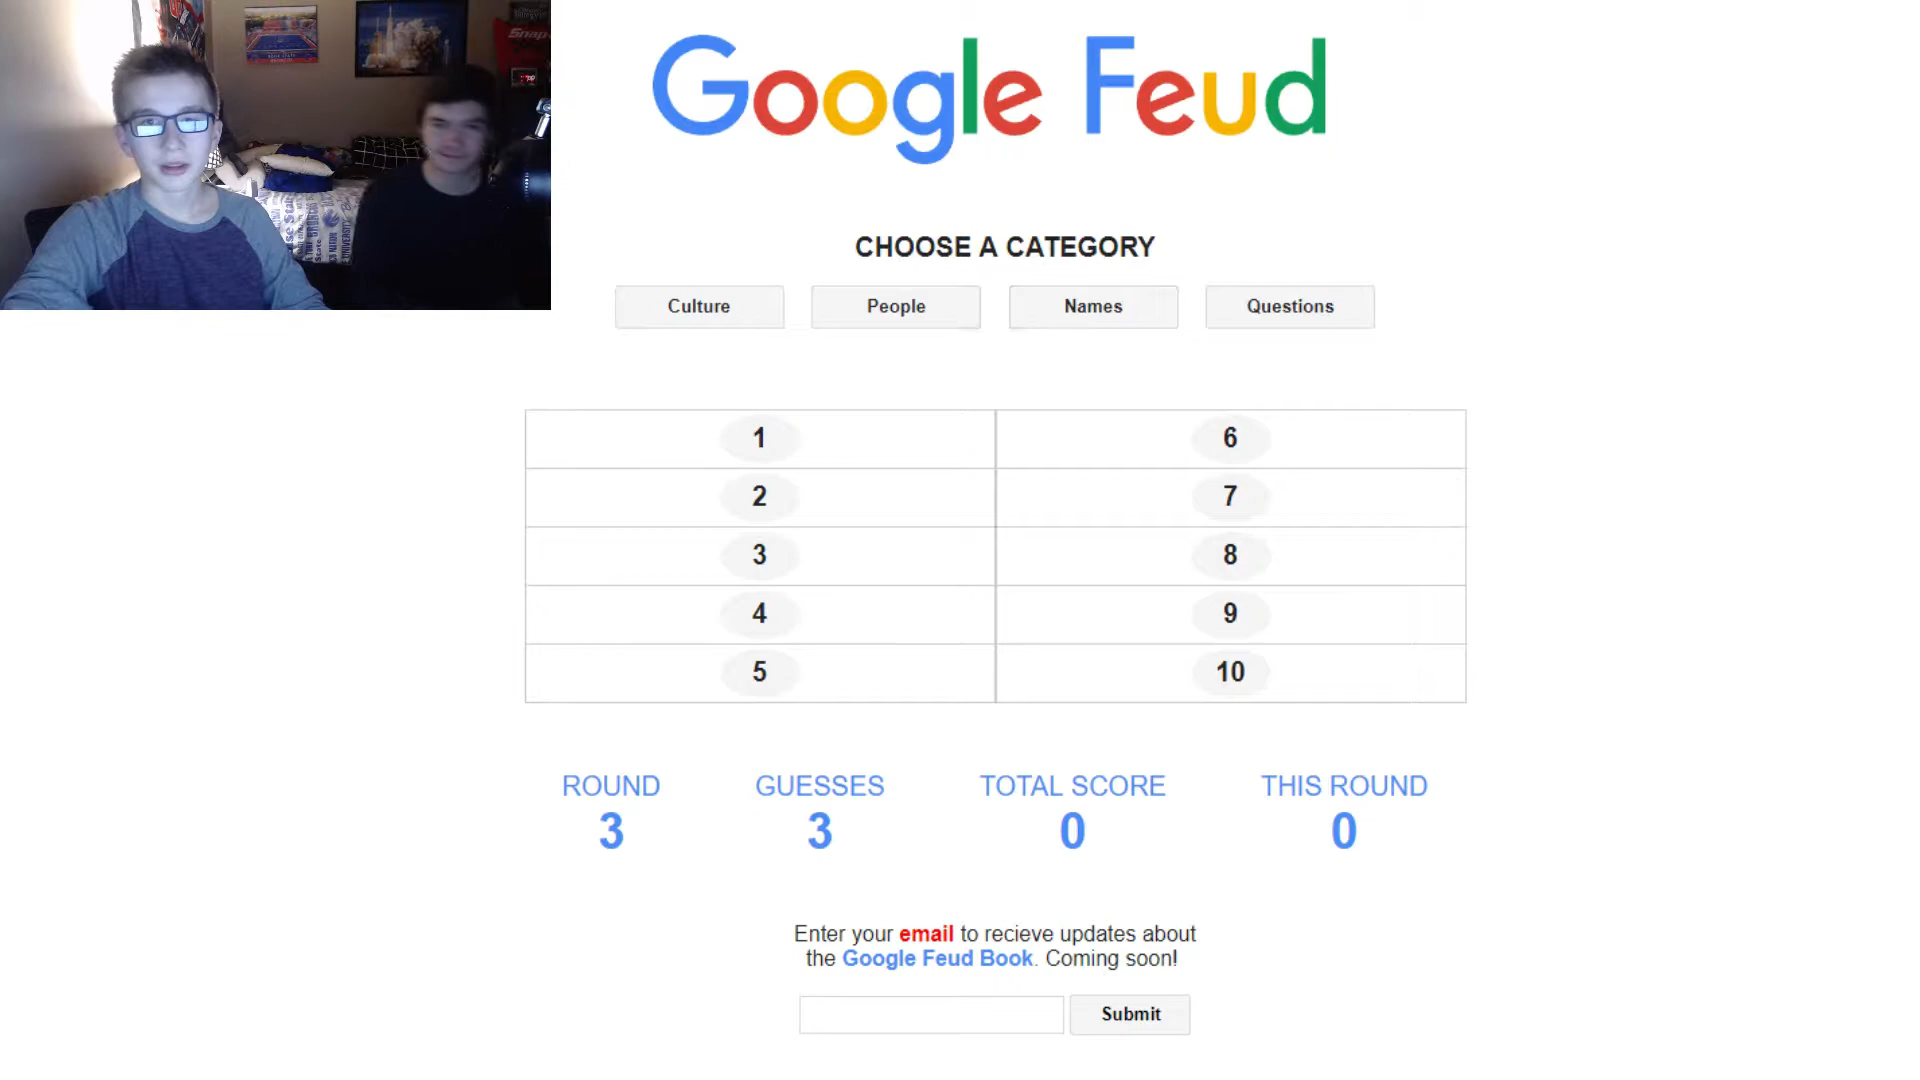 Snap-
Google Feud
CHOOSE A CATEGORY
Culture People Names Questions
1 6
2 7
3 8
4 9
5 10
ROUND GUESSES TOTAL SCORE THIS ROUND
3 3 0 0
Enter your email to recieve updates about
the Google Feud Book. Coming soon!
Submit